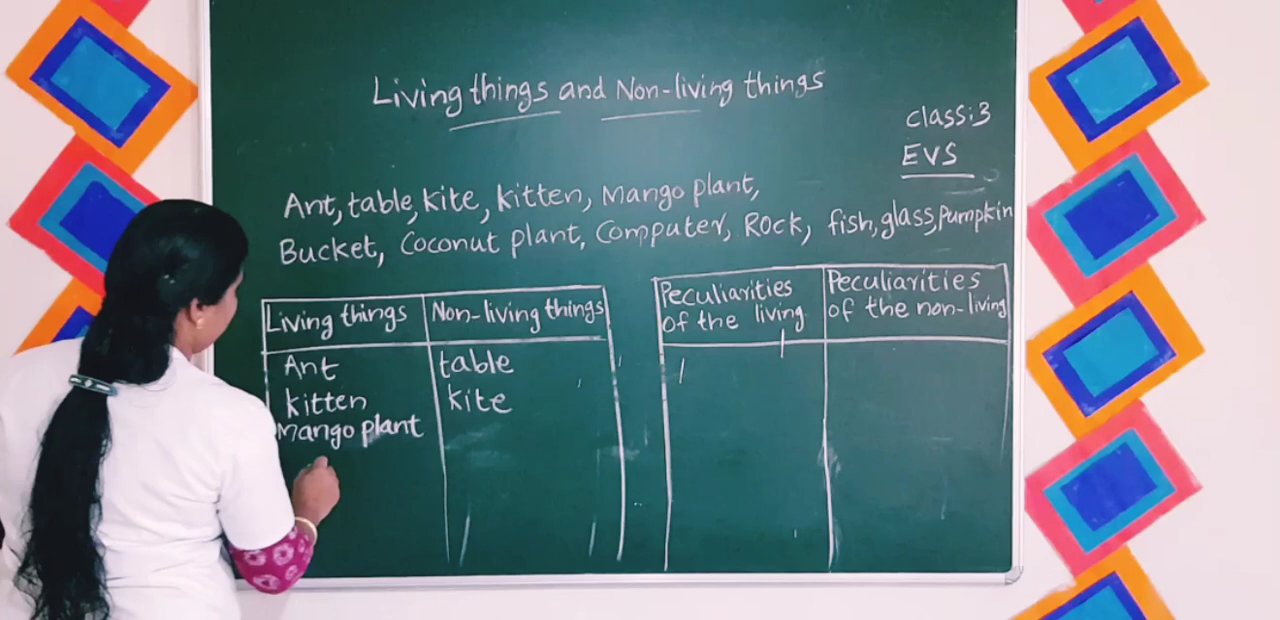 Living things and Non-living things
class:3
EVS
Ant, table, kite, kitten, Mango plant,
Bucket, Coconut plant, Computer, Rock, fish, glass, Pumpkin
Living things
Non-living things
Ant
table
kitten
kite
Mango plant
Peculiarities
of the living
Peculiarities
of the non-living